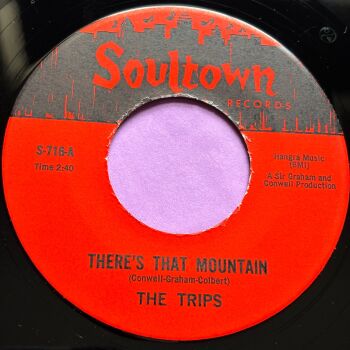 Soultown
RECORDS
S-716-A
Time 2:40
Hangra Music
(BMI)
A Sir Graham and
Conwell Production
THERE'S THAT MOUNTAIN
(Conwell-Graham-Colbert)
THE TRIPS